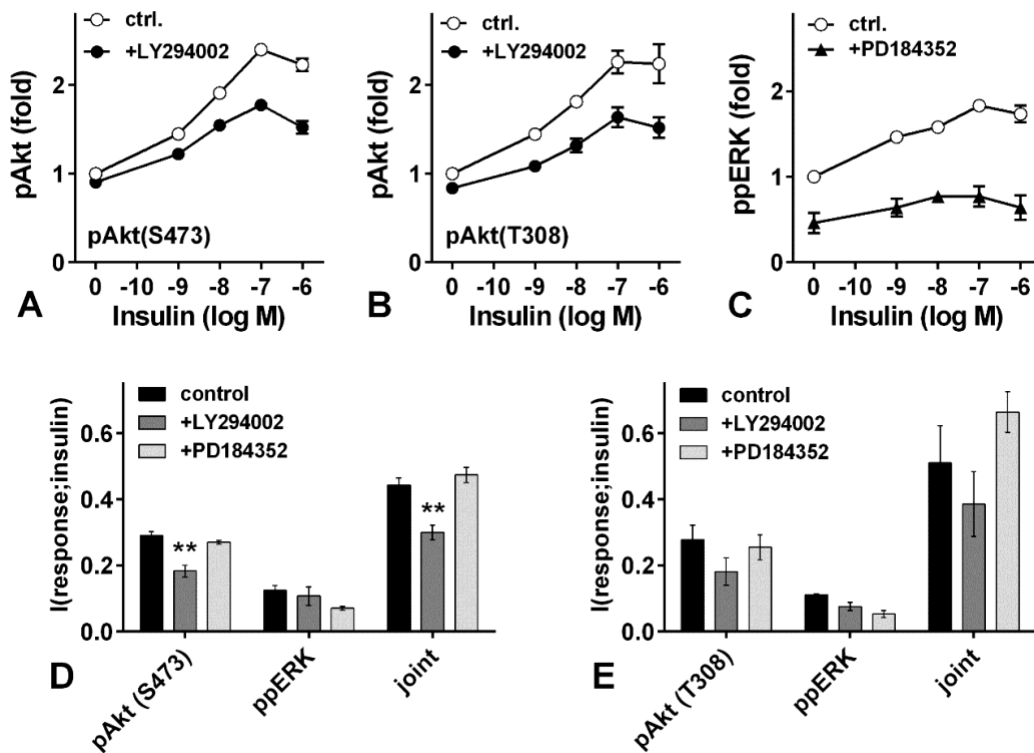 ctrl.
+LY294002
pAkt (fold)
2
1
0
pAkt(S473)
0 -10 -9 -8 -7 -6
Insulin (log M)
A
ctrl.
+LY294002
pAkt (fold)
2
1
0
pAkt(T308)
0 -10 -9 -8 -7 -6
Insulin (log M)
B
ctrl.
+PD184352
ppERK (fold)
2
1
0
0 -10 -9 -8 -7 -6
Insulin (log M)
C
control
+LY294002
+PD184352
I(response;insulin)
0.6
0.4
0.2
0.0
**
**
pAkt (S473)
ppERK
joint
D
control
+LY294002
+PD184352
I(response;insulin)
0.6
0.4
0.2
0.0
pAkt (T308)
ppERK
joint
E